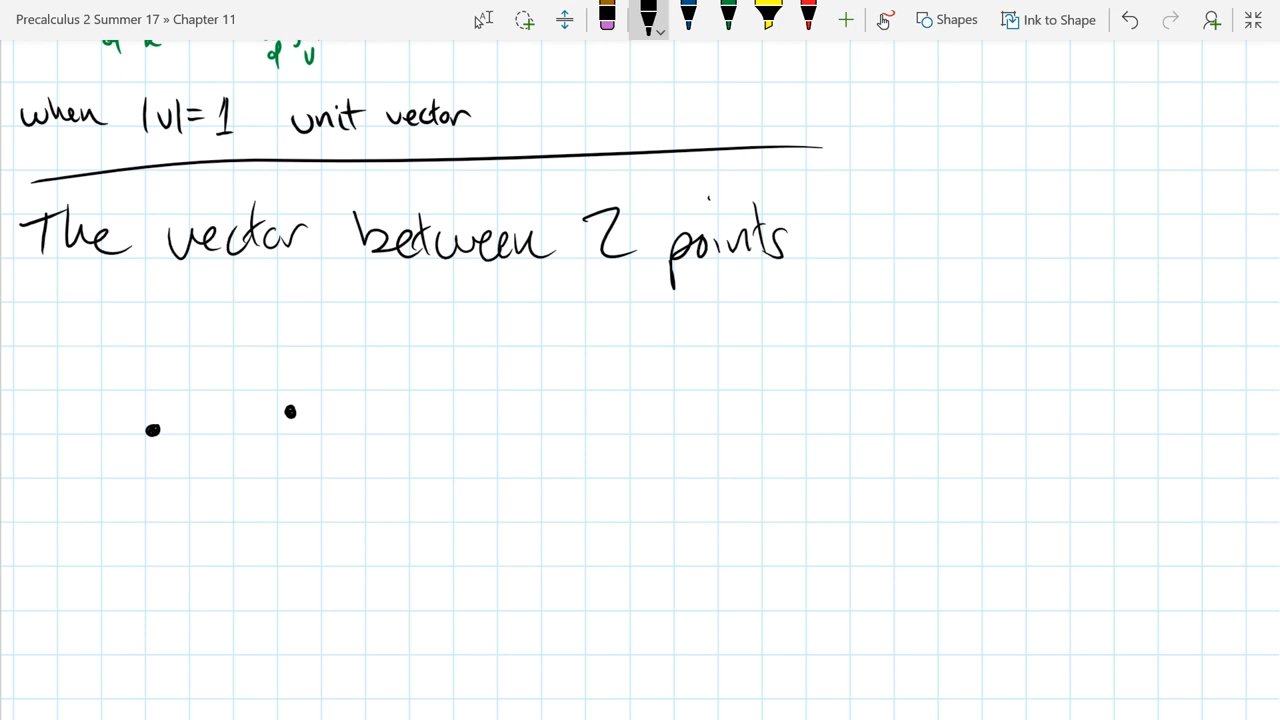 Precalculus 2 Summer 17 » Chapter 11
Shapes
Ink to Shape
when |v|=1 unit vector
The vector between 2 points